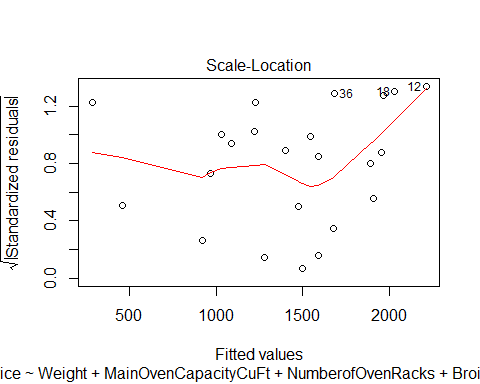 Scale-Location
√|Standardized residuals|
0.0 0.4 0.8 1.2
36
18
12
500 1000 1500 2000
Fitted values
ice ~ Weight + MainOvenCapacityCuFt + NumberofOvenRacks + Broi